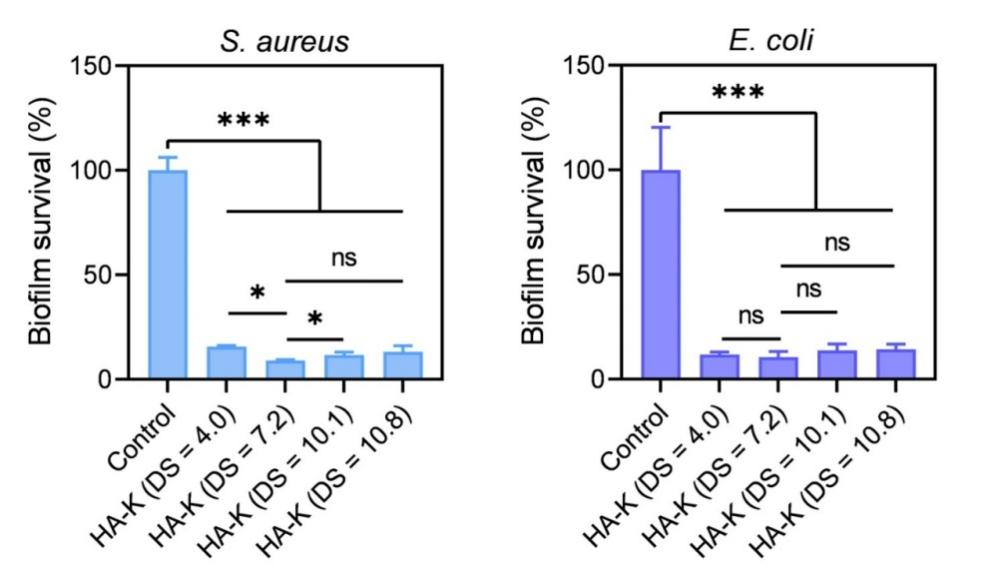 S. aureus
Biofilm survival (%)
150
100
50
0
***
ns
*
*
Control
HA-K (DS = 4.0)
HA-K (DS = 7.2)
HA-K (DS = 10.1)
HA-K (DS = 10.8)
E. coli
Biofilm survival (%)
150
100
50
0
***
ns
ns
ns
Control
HA-K (DS = 4.0)
HA-K (DS = 7.2)
HA-K (DS = 10.1)
HA-K (DS = 10.8)